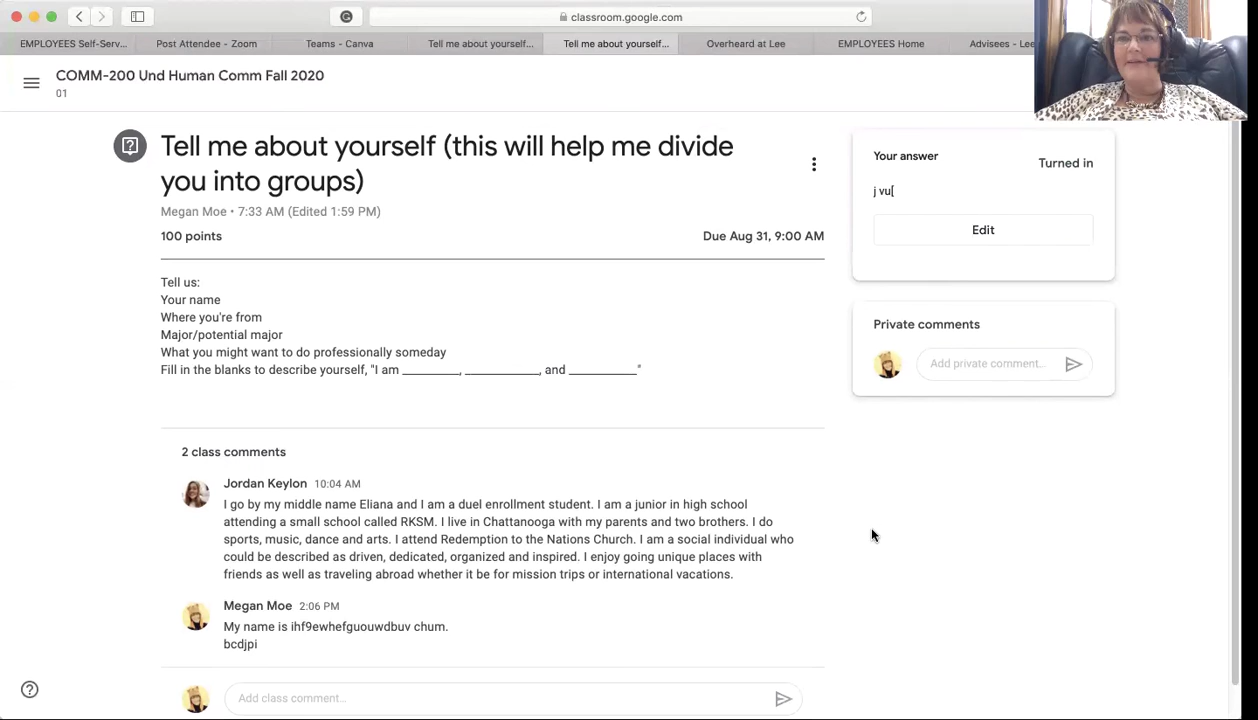 classroom.google.com
EMPLOYEES Self-Serv...
Post Attendee - Zoom
Teams - Canva
Tell me about yourself...
Tell me about yourself...
Overheard at Lee
EMPLOYEES Home
Advisees - Lee
COMM-200 Und Human Comm Fall 2020
01
Tell me about yourself (this will help me divide
you into groups)
Megan Moe • 7:33 AM (Edited 1:59 PM)
100 points
Due Aug 31, 9:00 AM
Tell us:
Your name
Where you're from
Major/potential major
What you might want to do professionally someday
Fill in the blanks to describe yourself, "I am _________, ___________, and __________"
2 class comments
Jordan Keylon 10:04 AM
I go by my middle name Eliana and I am a duel enrollment student. I am a junior in high school
attending a small school called RKSM. I live in Chattanooga with my parents and two brothers. I do
sports, music, dance and arts. I attend Redemption to the Nations Church. I am a social individual who
could be described as driven, dedicated, organized and inspired. I enjoy going unique places with
friends as well as traveling abroad whether it be for mission trips or international vacations.
Megan Moe 2:06 PM
My name is ihf9ewhefguouwdbuv chum.
bcdjpi
Add class comment...
Your answer
Turned in
j vu[
Edit
Private comments
Add private comment...